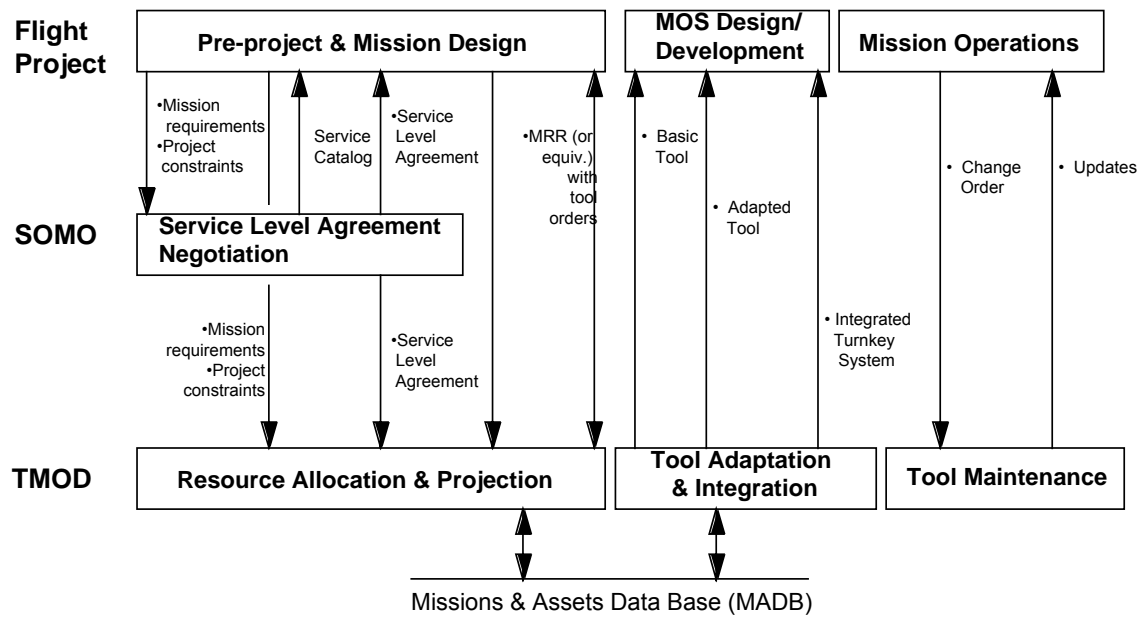 Flight
Project
Pre-project & Mission Design
MOS Design/
Development
Mission Operations
•Mission
requirements
•Project
constraints
Service
Catalog
•Service
Level
Agreement
•MRR (or
equiv.)
with
tool
orders
• Basic
Tool
• Adapted
Tool
• Change
Order
• Updates
SOMO
Service Level Agreement
Negotiation
•Mission
requirements
•Project
constraints
•Service
Level
Agreement
• Integrated
Turnkey
System
TMOD
Resource Allocation & Projection
Tool Adaptation
& Integration
Tool Maintenance
Missions & Assets Data Base (MADB)